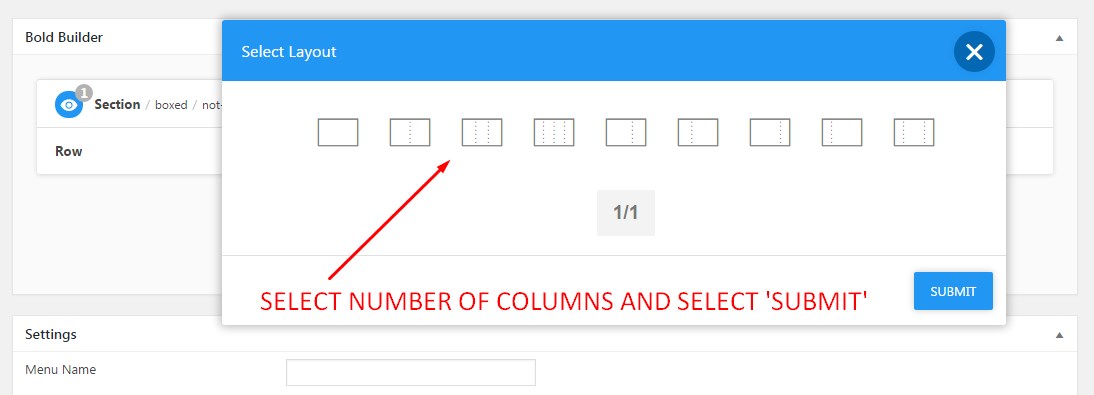 Bold Builder
Select Layout
1
Section / boxed / not-
Row
1/1
SELECT NUMBER OF COLUMNS AND SELECT 'SUBMIT'
SUBMIT
Settings
Menu Name